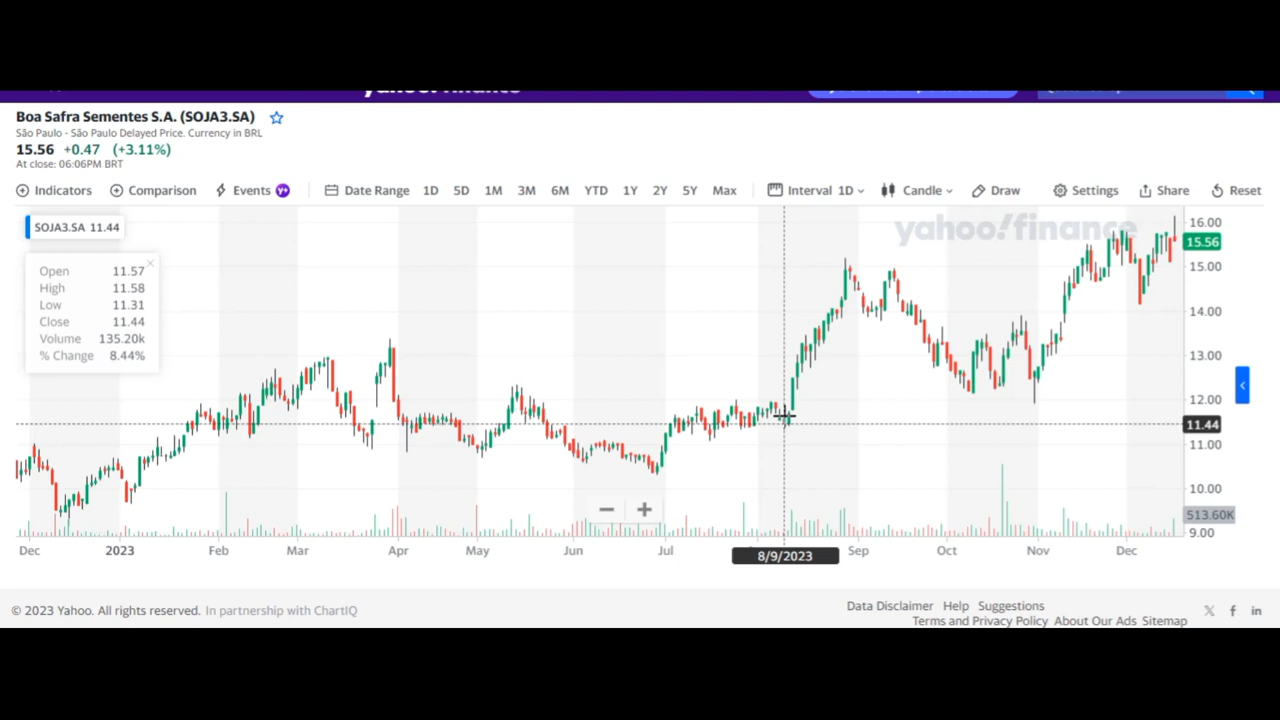 yahoo! finance
Boa Safra Sementes S.A. (SOJA3.SA)
São Paulo - São Paulo Delayed Price. Currency in BRL
15.56 +0.47 (+3.11%)
At close: 06:06PM BRT
Indicators Comparison Events Y+ Date Range 1D 5D 1M 3M 6M YTD 1Y 2Y 5Y Max Interval 1D Candle Draw Settings Share Reset
SOJA3.SA 11.44
yahoo!finance
Open 11.57
High 11.58
Low 11.31
Close 11.44
Volume 135.20k
% Change 8.44%
16.00
15.56
15.00
14.00
13.00
12.00
11.44
11.00
10.00
513.60K
9.00
Dec 2023 Feb Mar Apr May Jun Jul 8/9/2023 Sep Oct Nov Dec
© 2023 Yahoo. All rights reserved. In partnership with ChartIQ
Data Disclaimer Help Suggestions
Terms and Privacy Policy About Our Ads Sitemap